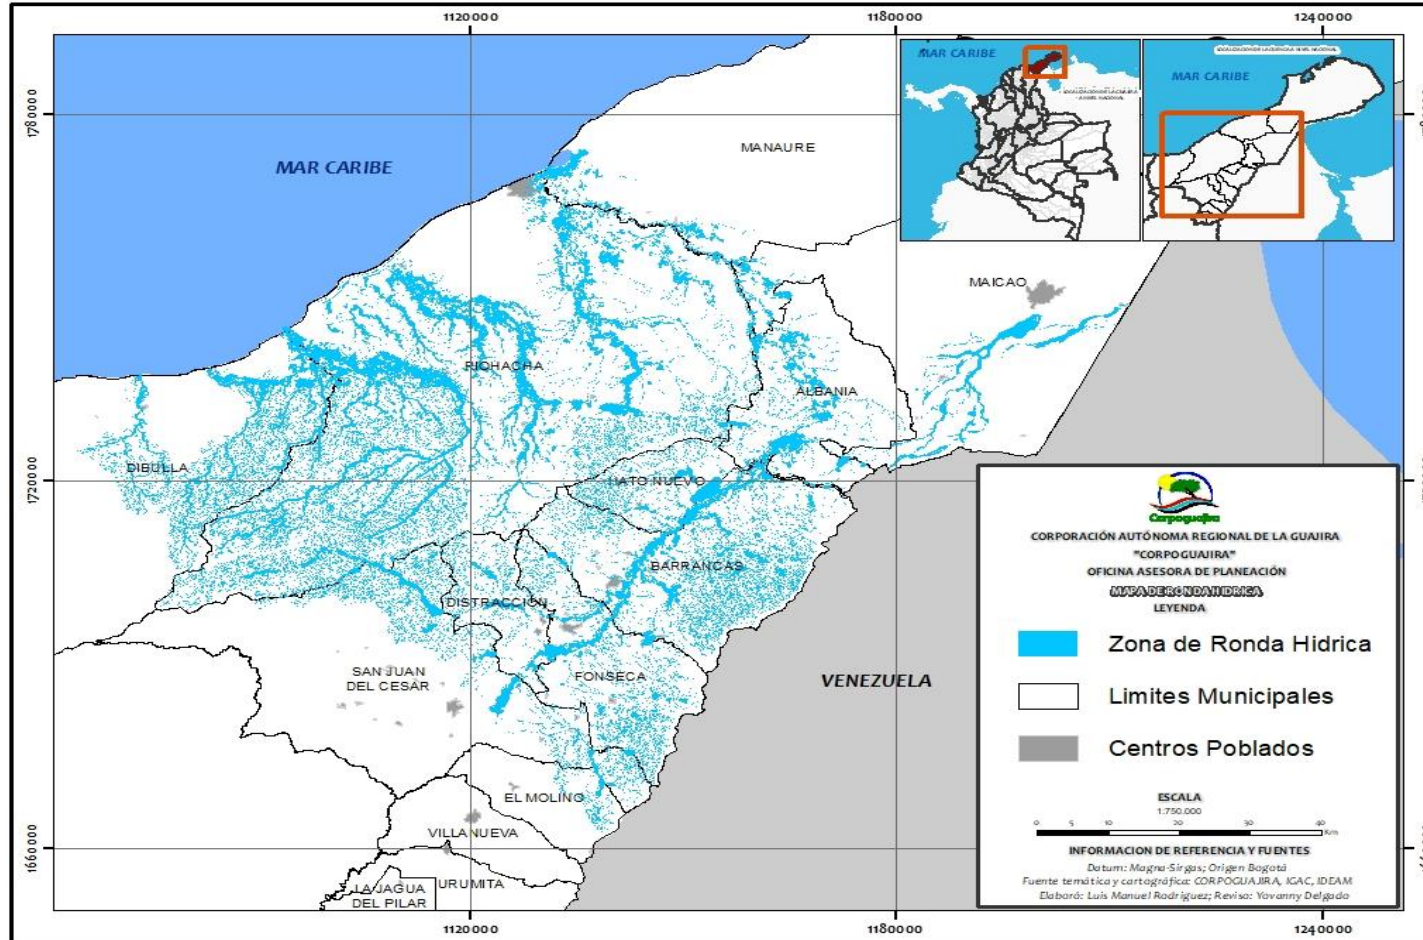 1120000
1180000
1240000
1780000
MAR CARIBE
MANAURE
MAR CARIBE
MAR CARIBE
MAICAO
RIOHACHA
ALBANIA
DIBULLA
1720000
HATO NUEVO
BARRANCAS
DISTRACCIÓN
SAN JUAN
DEL CESAR
FONSECA
VENEZUELA
EL MOLINO
VILLANUEVA
1660000
URUMITA
LA JAGUA
DEL PILAR
Corpoguajira
CORPORACIÓN AUTÓNOMA REGIONAL DE LA GUAJIRA
"CORPOGUAJIRA"
OFICINA ASESORA DE PLANEACIÓN
MAPA DE RONDA HIDRICA
LEYENDA
Zona de Ronda Hidrica
Limites Municipales
Centros Poblados
ESCALA
1:750.000
0 5 10 20 30 40
Km
INFORMACION DE REFERENCIA Y FUENTES
Datum: Magna-Sirgas; Origen Bogotá
Fuente temática y cartográfica: CORPOGUAJIRA, IGAC, IDEAM
Elaboró: Luis Manuel Rodriguez; Reviso: Yovanny Delgado
1120000
1180000
1240000